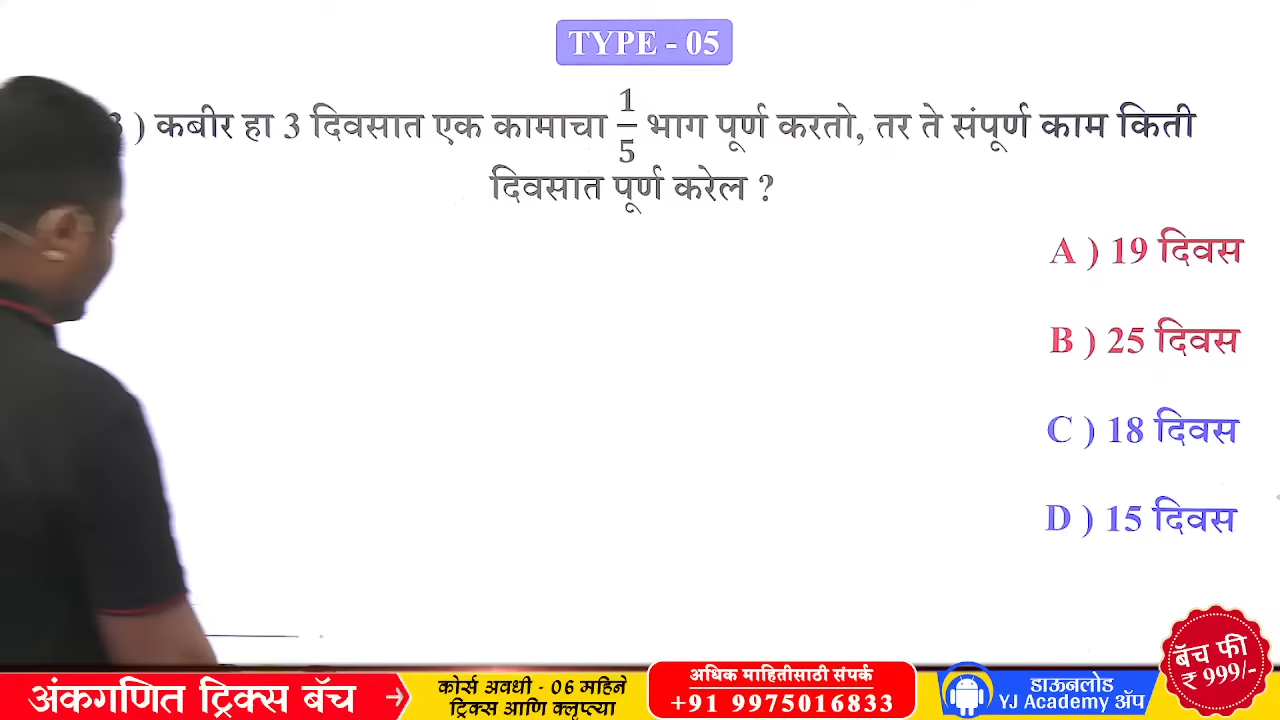 TYPE - 05
) कबीर हा 3 दिवसात एक कामाचा 1/5 भाग पूर्ण करतो, तर ते संपूर्ण काम किती
दिवसात पूर्ण करेल ?
A ) 19 दिवस
B ) 25 दिवस
C ) 18 दिवस
D ) 15 दिवस
अंकगणित ट्रिक्स बॅच
कोर्स अवधी - 06 महिने
ट्रिक्स आणि क्लृप्त्या
अधिक माहितीसाठी संपर्क
+91 9975016833
डाऊनलोड
YJ Academy ॲप
बॅच फी
₹ 999/-